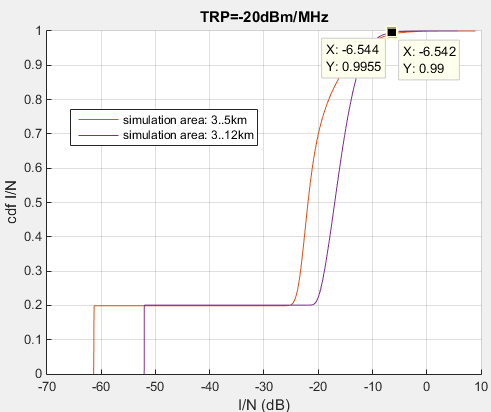 TRP=-20dBm/MHz
1
0.9
0.8
0.7
0.6
0.5
0.4
0.3
0.2
0.1
0
cdf I/N
X: -6.544
Y: 0.9955
X: -6.542
Y: 0.99
simulation area: 3..5km
simulation area: 3..12km
-70 -60 -50 -40 -30 -20 -10 0 10
I/N (dB)